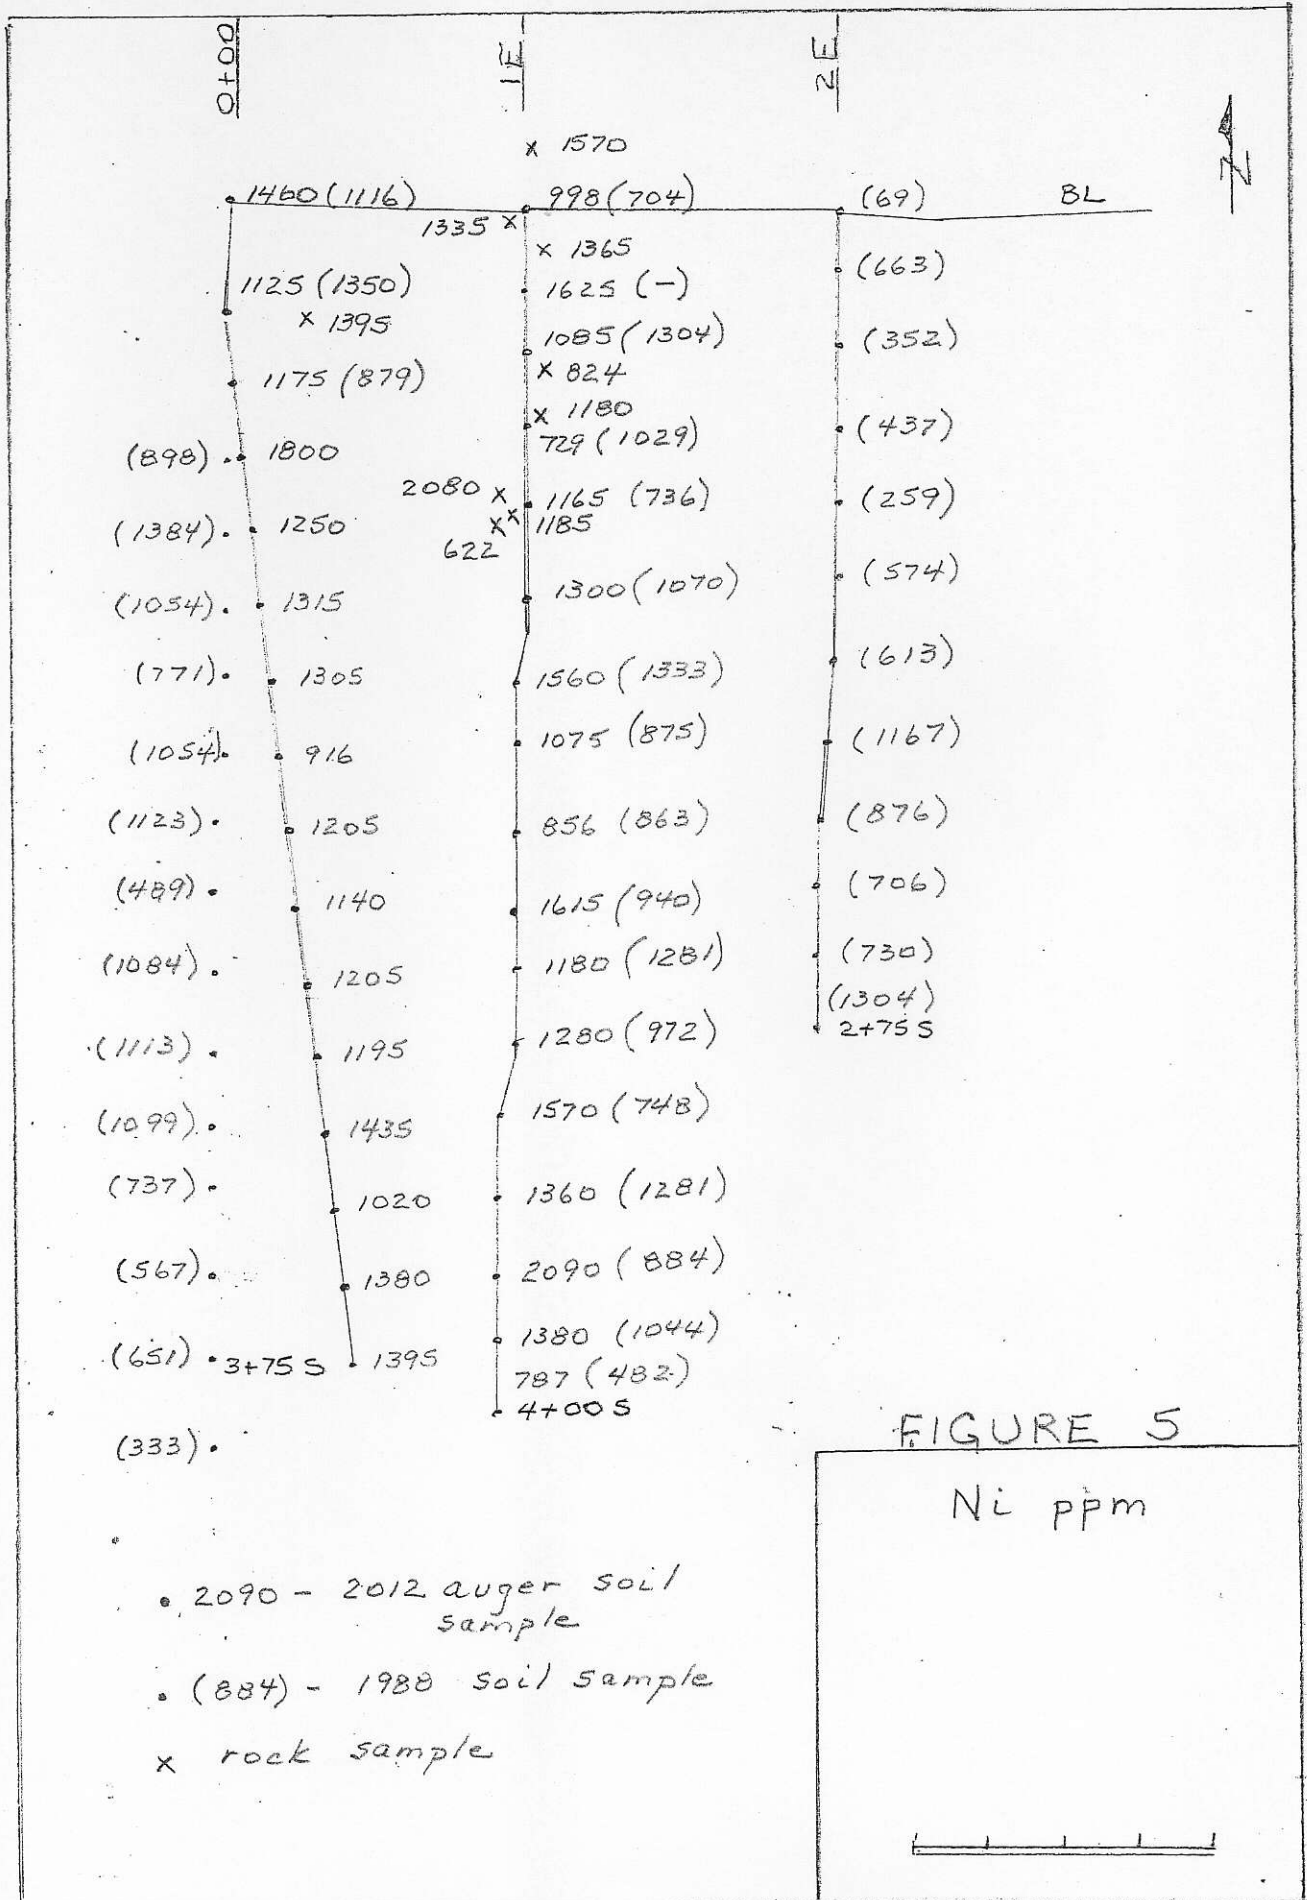 0+00
1E
2E
N
x 1570
1460 (1116)
998 (704)
(69)
BL
1335 x
x 1365
(663)
1125 (1350)
1625 (-)
x 1395
1085 (1304)
(352)
x 824
1175 (879)
x 1180
729 (1029)
(437)
(898)
1800
2080 x
1165 (736)
(259)
(1384)
1250
x 1185
622 x
(574)
(1054)
1315
1300 (1070)
(613)
(771)
1305
1560 (1333)
(1054)
916
1075 (875)
(1167)
(1123)
1205
856 (863)
(876)
(489)
1140
1615 (940)
(706)
(1084)
1205
1180 (1281)
(730)
(1304)
2+75 S
(1113)
1195
1280 (972)
(1099)
1435
1570 (748)
(737)
1020
1360 (1281)
(567)
1380
2090 (884)
(651)
3+75 S
1395
1380 (1044)
787 (482)
4+00 S
(333)
FIGURE 5
Ni ppm
• 2090 - 2012 auger soil
sample
• (884) - 1988 soil sample
x rock sample